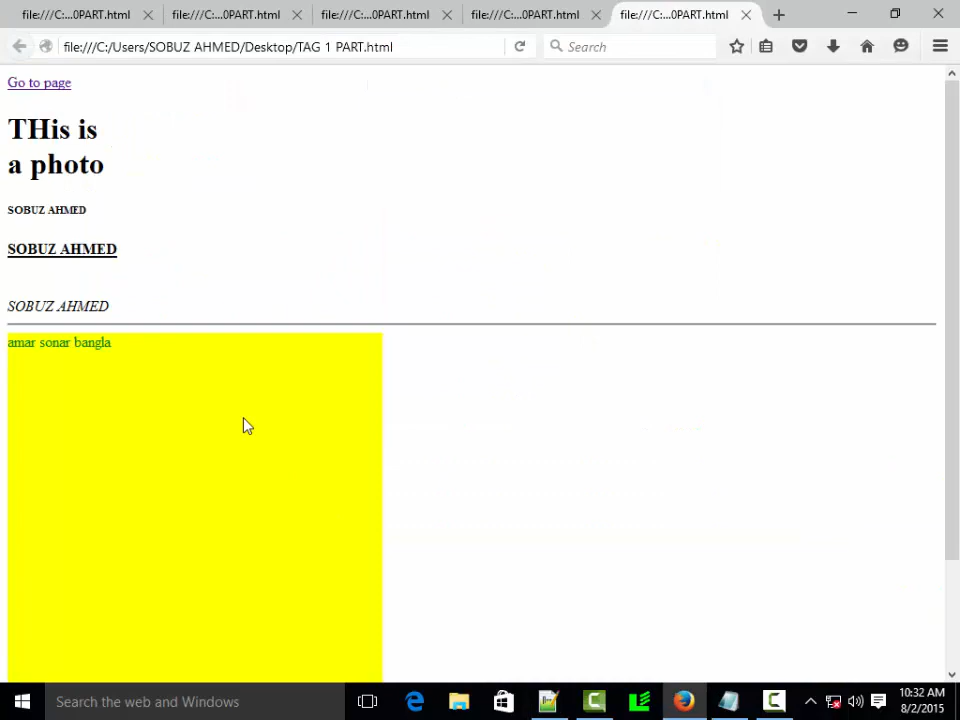 file:///C:...0PART.html file:///C:...0PART.html file:///C:...0PART.html file:///C:...0PART.html file:///C:...0PART.html
file:///C:/Users/SOBUZ AHMED/Desktop/TAG 1 PART.html Search
Go to page
THis is
a photo
SOBUZ AHMED
SOBUZ AHMED
SOBUZ AHMED
amar sonar bangla
Search the web and Windows
10:32 AM
8/2/2015